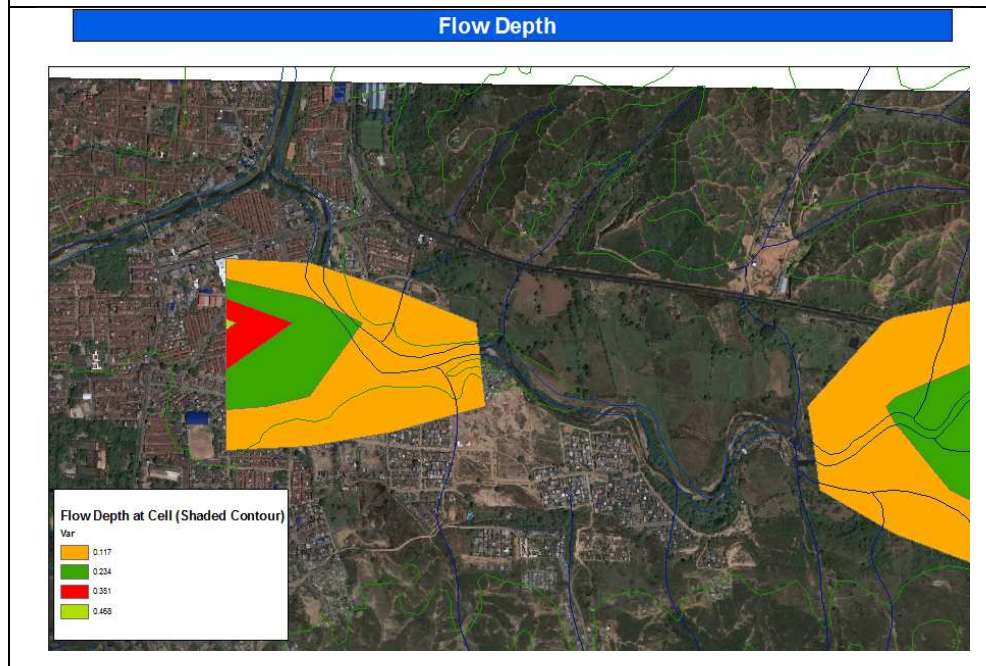 Flow Depth
Flow Depth at Cell (Shaded Contour)
Var
0.117
0.234
0.351
0.468